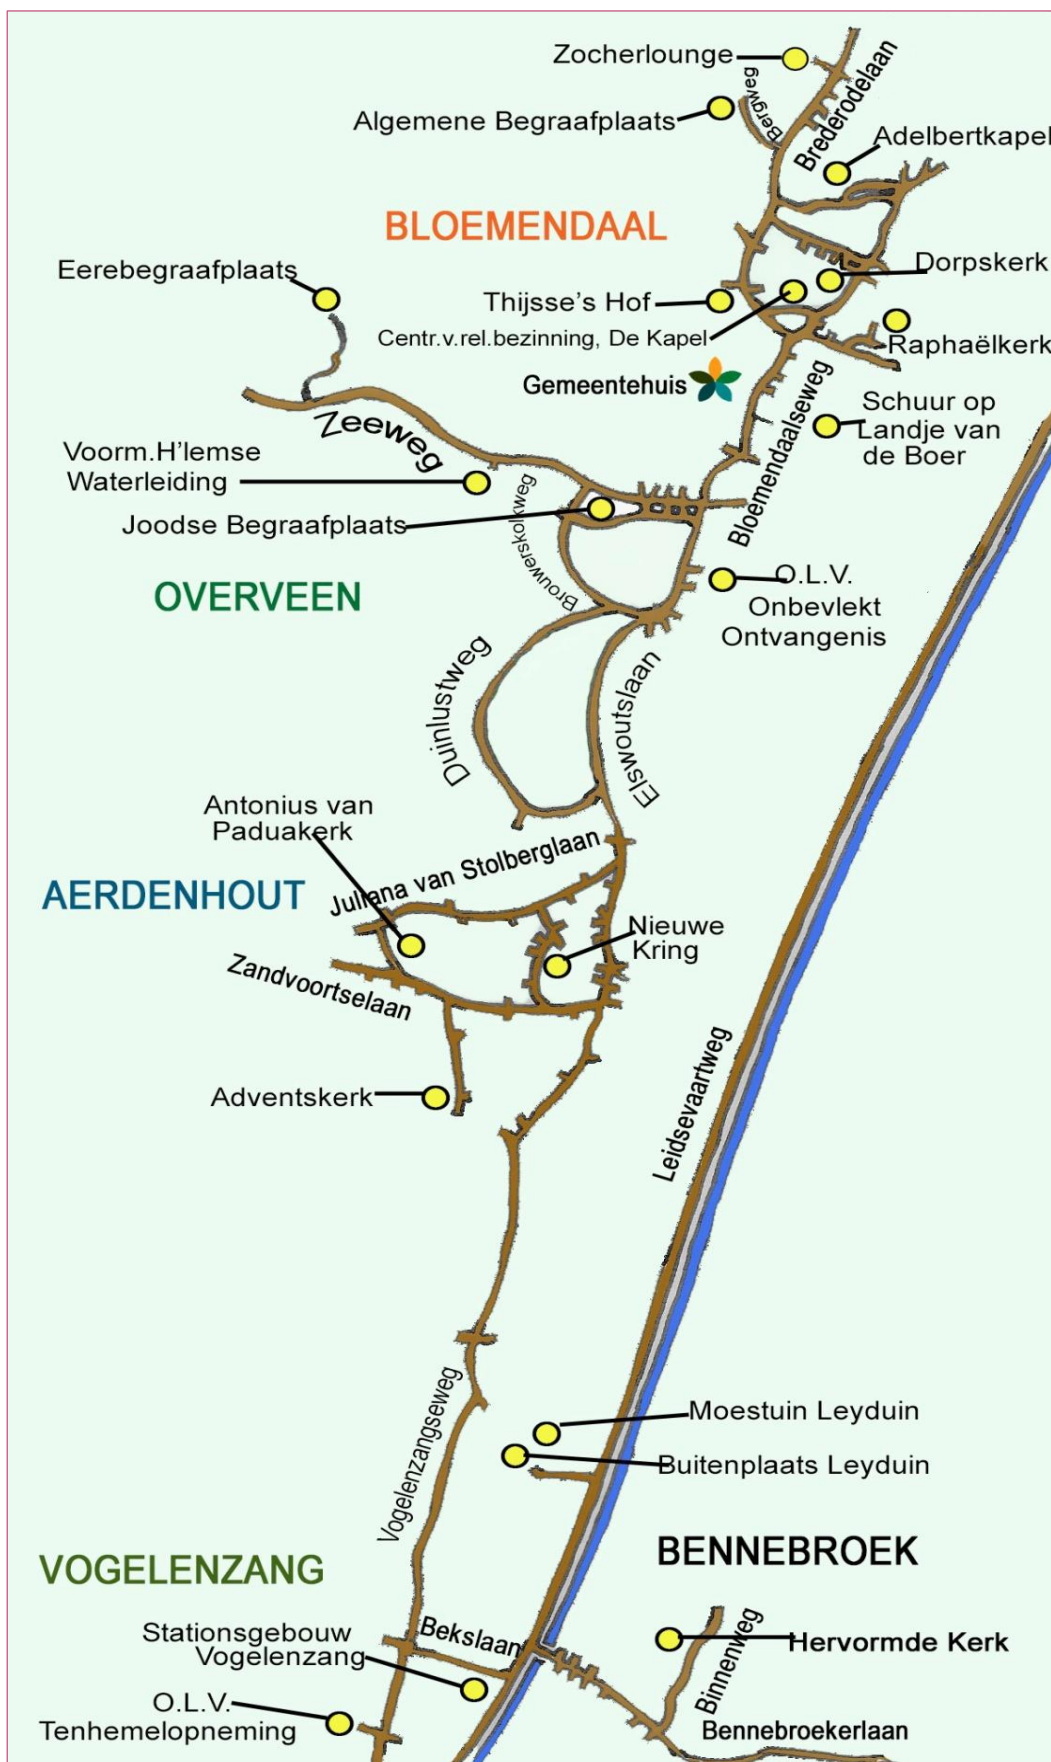 Zocherlounge
Bergweg
Brederodelaan
Algemene Begraafplaats
Adelbertkapel
BLOEMENDAAL
Eerebegraafplaats
Dorpskerk
Thijsse's Hof
Centr.v.rel.bezinning, De Kapel
Raphaëlkerk
Gemeentehuis
Bloemendaalseweg
Schuur op
Landje van
de Boer
Zeeweg
Voorm.H'lemse
Waterleiding
Joodse Begraafplaats
Brouwerskolkweg
OVERVEEN
O.L.V.
Onbevlekt
Ontvangenis
Duinlustweg
Elswoutslaan
Antonius van
Paduakerk
Juliana van Stolberglaan
AERDENHOUT
Nieuwe
Kring
Zandvoortselaan
Leidsevaartweg
Adventskerk
Vogelenzangseweg
Moestuin Leyduin
Buitenplaats Leyduin
BENNEBROEK
VOGELENZANG
Stationsgebouw
Vogelenzang
Bekslaan
Binnenweg
Hervormde Kerk
O.L.V.
Tenhemelopneming
Bennebroekerlaan